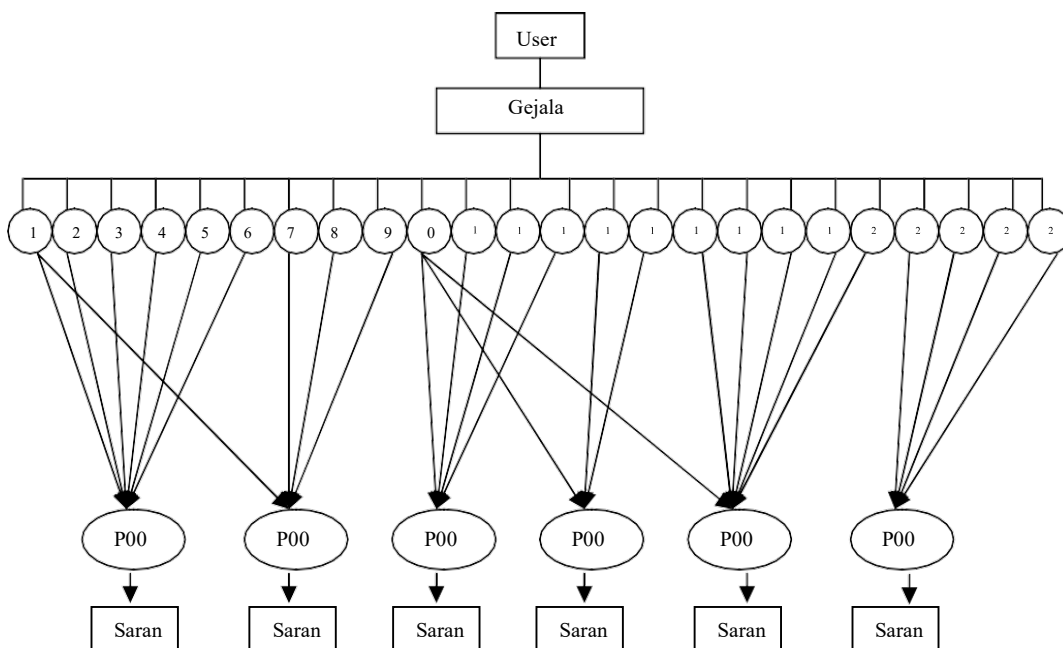 User
Gejala
1 2 3 4 5 6 7 8 9 0 1 1 1 1 1 1 1 1 1 2 2 2 2 2
P00 P00 P00 P00 P00 P00
Saran Saran Saran Saran Saran Saran